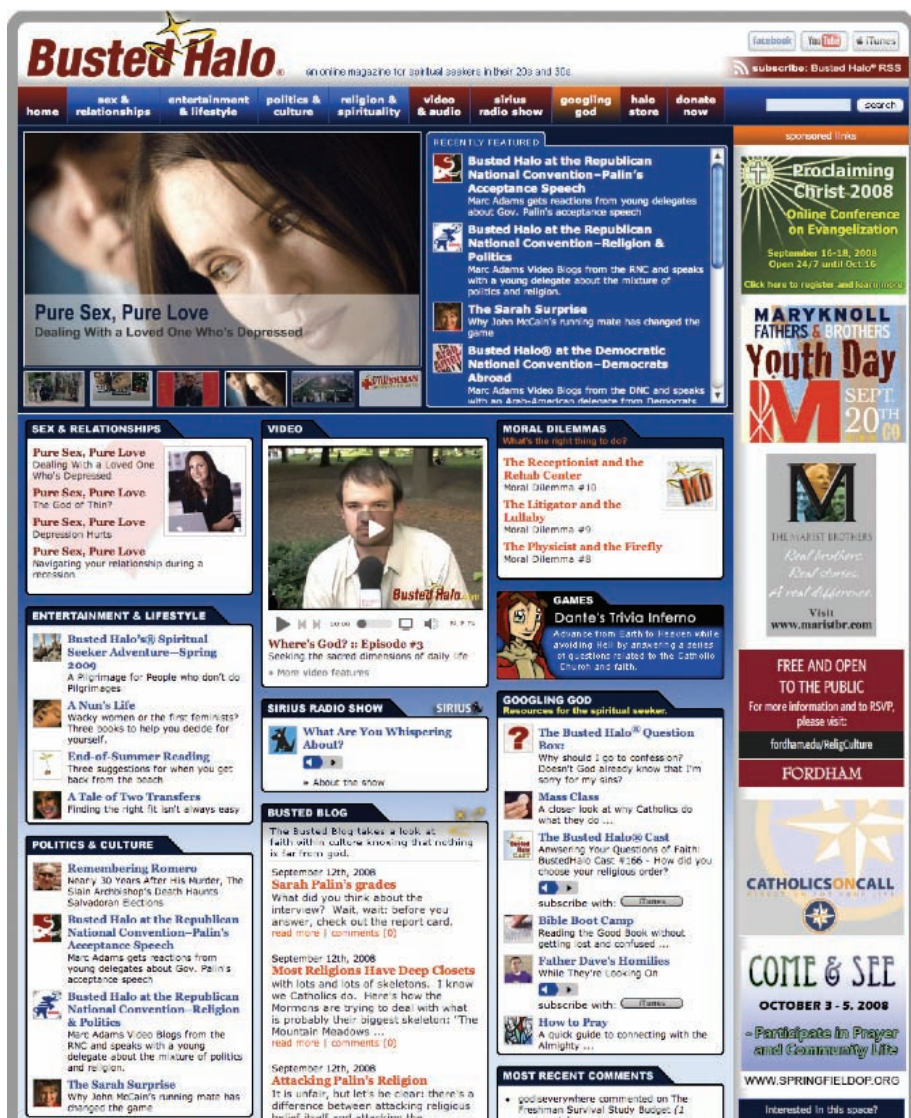 Busted Halo®
an online magazine for spiritual seekers in their 20s and 30s
facebook
YouTube
iTunes
subscribe: Busted Halo® RSS
home
sex & relationships
entertainment & lifestyle
politics & culture
religion & spirituality
video & audio
sirius radio show
googling god
halo store
donate now
search
Pure Sex, Pure Love
Dealing With a Loved One Who's Depressed
RECENTLY FEATURED
Busted Halo at the Republican
National Convention–Palin's
Acceptance Speech
Marc Adams gets reactions from young delegates
about Gov. Palin's acceptance speech
Busted Halo at the Republican
National Convention–Religion &
Politics
Marc Adams Video Blogs from the RNC and speaks
with a young delegate about the mixture of
politics and religion.
The Sarah Surprise
Why John McCain's running mate has changed the
game
Busted Halo® at the Democratic
National Convention–Democrats
Abroad
Marc Adams Video Blogs from the DNC and speaks
with an Arab-American delegate from Democrats
SEX & RELATIONSHIPS
Pure Sex, Pure Love
Dealing With a Loved One
Who's Depressed
Pure Sex, Pure Love
The God of Thin?
Pure Sex, Pure Love
Depression Hurts
Pure Sex, Pure Love
Navigating your relationship during a
recession
ENTERTAINMENT & LIFESTYLE
Busted Halo's® Spiritual
Seeker Adventure—Spring
2009
A Pilgrimage for People who don't do
Pilgrimages
A Nun's Life
Wacky women or the first feminists?
Three books to help you decide for
yourself.
End-of-Summer Reading
Three suggestions for when you get
back from the beach
A Tale of Two Transfers
Finding the right fit isn't always easy
POLITICS & CULTURE
Remembering Romero
Nearly 30 Years After His Murder, The
Slain Archbishop's Death Haunts
Salvadoran Elections
Busted Halo at the Republican
National Convention–Palin's
Acceptance Speech
Marc Adams gets reactions from
young delegates about Gov. Palin's
acceptance speech
Busted Halo at the Republican
National Convention–Religion
& Politics
Marc Adams Video Blogs from the
RNC and speaks with a young
delegate about the mixture of politics
and religion.
The Sarah Surprise
Why John McCain's running mate has
changed the game
VIDEO
Busted Halo.com
Where's God? :: Episode #3
Seeking the sacred dimensions of daily life
» More video features
SIRIUS RADIO SHOW
SIRIUS
What Are You Whispering
About?
» About the show
BUSTED BLOG
The Busted Blog takes a look at
faith within culture knowing that nothing
is far from god.
September 12th, 2008
Sarah Palin's grades
What did you think about the
interview? Wait, wait: before you
answer, check out the report card.
read more | comments (0)
September 12th, 2008
Most Religions Have Deep Closets
with lots and lots of skeletons. I know
we Catholics do. Here's how the
Mormons are trying to deal with what
is probably their biggest skeleton: "The
Mountain Meadows ...
read more | comments (0)
September 12th, 2008
Attacking Palin's Religion
It is unfair, but let's be clear: there's a
difference between attacking religious
belief itself and attacking the
MORAL DILEMMAS
What's the right thing to do?
The Receptionist and the
Rehab Center
Moral Dilemma #10
The Litigator and the
Lullaby
Moral Dilemma #9
The Physicist and the Firefly
Moral Dilemma #8
MD
GAMES
Dante's Trivia Inferno
Advance from Earth to Heaven while
avoiding Hell by answering a series
of questions related to the Catholic
Church and faith.
GOOGLING GOD
Resources for the spiritual seeker.
The Busted Halo® Question
Box:
Why should I go to confession?
Doesn't God already know that I'm
sorry for my sins?
Mass Class
A closer look at why Catholics do
what they do ...
The Busted Halo® Cast
Anwsering Your Questions of Faith:
BustedHalo Cast #166 - How did you
choose your religious order?
subscribe with: iTunes
Bible Boot Camp
Reading the Good Book without
getting lost and confused ...
Father Dave's Homilies
While They're Looking On
subscribe with: iTunes
How to Pray
A quick guide to connecting with the
Almighty ...
MOST RECENT COMMENTS
• godiseverywhere commented on The
Freshman Survival Study Budget (1
sponsored links
Proclaiming
Christ 2008
Online Conference
on Evangelization
September 16-18, 2008
Open 24/7 until Oct 16
Click here to register and learn more
MARYKNOLL
FATHERS & BROTHERS
Youth Day
M
SEPT.
20TH
GO
M
THE MARIST BROTHERS
Real brothers.
Real stories.
A real difference.
Visit
www.maristbr.com
FREE AND OPEN
TO THE PUBLIC
For more information and to RSVP,
please visit:
fordham.edu/ReligCulture
FORDHAM
CATHOLICSONCALL
COME & SEE
OCTOBER 3 - 5, 2008
- Participate in Prayer
and Community Life
WWW.SPRINGFIELDOP.ORG
Interested in this space?